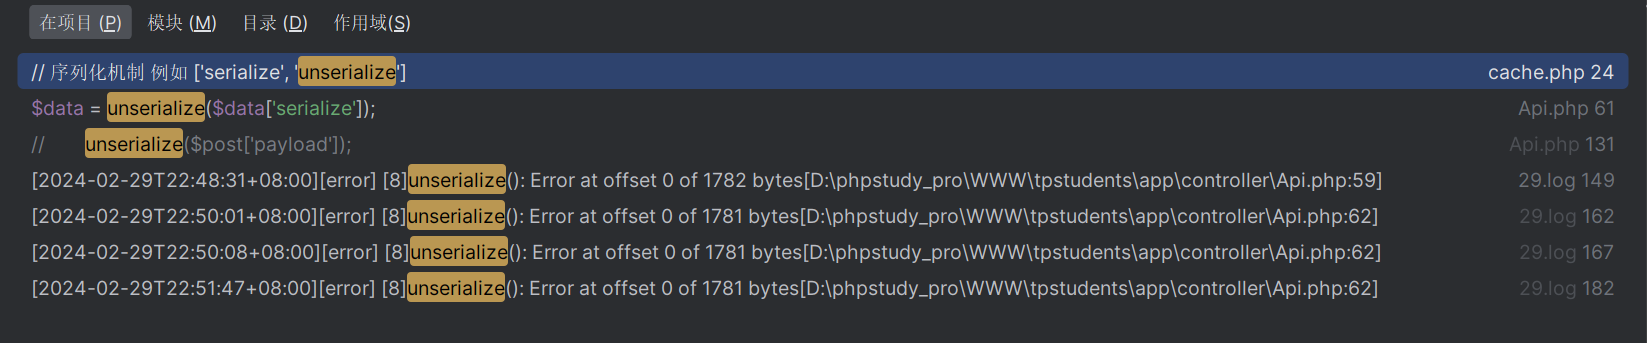 在项目 (P) 模块 (M) 目录 (D) 作用域(S)
// 序列化机制 例如 ['serialize', 'unserialize'] cache.php 24
$data = unserialize($data['serialize']); Api.php 61
// unserialize($post['payload']); Api.php 131
[2024-02-29T22:48:31+08:00][error] [8]unserialize(): Error at offset 0 of 1782 bytes[D:\phpstudy_pro\WWW\tpstudents\app\controller\Api.php:59] 29.log 149
[2024-02-29T22:50:01+08:00][error] [8]unserialize(): Error at offset 0 of 1781 bytes[D:\phpstudy_pro\WWW\tpstudents\app\controller\Api.php:62] 29.log 162
[2024-02-29T22:50:08+08:00][error] [8]unserialize(): Error at offset 0 of 1781 bytes[D:\phpstudy_pro\WWW\tpstudents\app\controller\Api.php:62] 29.log 167
[2024-02-29T22:51:47+08:00][error] [8]unserialize(): Error at offset 0 of 1781 bytes[D:\phpstudy_pro\WWW\tpstudents\app\controller\Api.php:62] 29.log 182